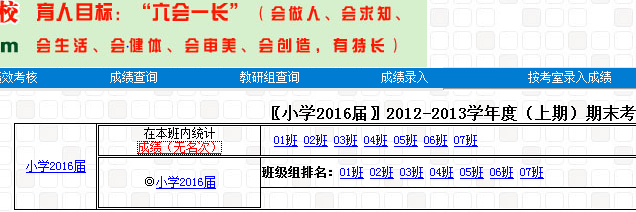 校 育人目标：“六会一长”（会做人、会求知、
m 会生活、会·健体、会审美、会创造，有特长）
绩效考核 成绩查询 教研组查询 成绩录入 按考室录入成绩
〖小学2016届〗2012-2013学年度（上期）期末考
在本班内统计
成绩（无名次） 01班 02班 03班 04班 05班 06班 07班
小学2016届
◎小学2016届 班级组排名：01班 02班 03班 04班 05班 06班 07班